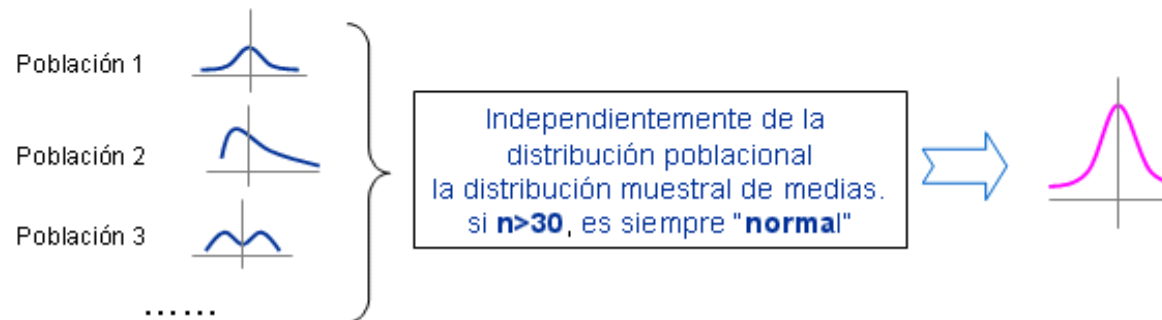 Población 1
Población 2
Población 3
......
Independientemente de la
distribución poblacional
la distribución muestral de medias.
si n>30, es siempre "normal"